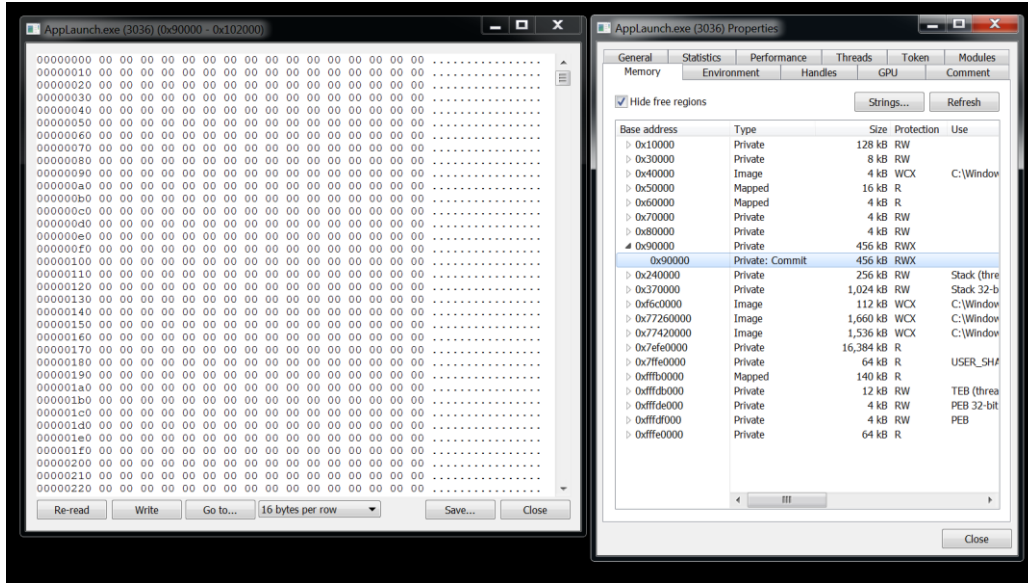 AppLaunch.exe (3036) (0x90000 - 0x102000)
00000000 00 00 00 00 00 00 00 00 00 00 00 00 00 00 00 00 ................
00000010 00 00 00 00 00 00 00 00 00 00 00 00 00 00 00 00 ................
00000020 00 00 00 00 00 00 00 00 00 00 00 00 00 00 00 00 ................
00000030 00 00 00 00 00 00 00 00 00 00 00 00 00 00 00 00 ................
00000040 00 00 00 00 00 00 00 00 00 00 00 00 00 00 00 00 ................
00000050 00 00 00 00 00 00 00 00 00 00 00 00 00 00 00 00 ................
00000060 00 00 00 00 00 00 00 00 00 00 00 00 00 00 00 00 ................
00000070 00 00 00 00 00 00 00 00 00 00 00 00 00 00 00 00 ................
00000080 00 00 00 00 00 00 00 00 00 00 00 00 00 00 00 00 ................
00000090 00 00 00 00 00 00 00 00 00 00 00 00 00 00 00 00 ................
000000a0 00 00 00 00 00 00 00 00 00 00 00 00 00 00 00 00 ................
000000b0 00 00 00 00 00 00 00 00 00 00 00 00 00 00 00 00 ................
000000c0 00 00 00 00 00 00 00 00 00 00 00 00 00 00 00 00 ................
000000d0 00 00 00 00 00 00 00 00 00 00 00 00 00 00 00 00 ................
000000e0 00 00 00 00 00 00 00 00 00 00 00 00 00 00 00 00 ................
000000f0 00 00 00 00 00 00 00 00 00 00 00 00 00 00 00 00 ................
00000100 00 00 00 00 00 00 00 00 00 00 00 00 00 00 00 00 ................
00000110 00 00 00 00 00 00 00 00 00 00 00 00 00 00 00 00 ................
00000120 00 00 00 00 00 00 00 00 00 00 00 00 00 00 00 00 ................
00000130 00 00 00 00 00 00 00 00 00 00 00 00 00 00 00 00 ................
00000140 00 00 00 00 00 00 00 00 00 00 00 00 00 00 00 00 ................
00000150 00 00 00 00 00 00 00 00 00 00 00 00 00 00 00 00 ................
00000160 00 00 00 00 00 00 00 00 00 00 00 00 00 00 00 00 ................
00000170 00 00 00 00 00 00 00 00 00 00 00 00 00 00 00 00 ................
00000180 00 00 00 00 00 00 00 00 00 00 00 00 00 00 00 00 ................
00000190 00 00 00 00 00 00 00 00 00 00 00 00 00 00 00 00 ................
000001a0 00 00 00 00 00 00 00 00 00 00 00 00 00 00 00 00 ................
000001b0 00 00 00 00 00 00 00 00 00 00 00 00 00 00 00 00 ................
000001c0 00 00 00 00 00 00 00 00 00 00 00 00 00 00 00 00 ................
000001d0 00 00 00 00 00 00 00 00 00 00 00 00 00 00 00 00 ................
000001e0 00 00 00 00 00 00 00 00 00 00 00 00 00 00 00 00 ................
000001f0 00 00 00 00 00 00 00 00 00 00 00 00 00 00 00 00 ................
00000200 00 00 00 00 00 00 00 00 00 00 00 00 00 00 00 00 ................
00000210 00 00 00 00 00 00 00 00 00 00 00 00 00 00 00 00 ................
00000220 00 00 00 00 00 00 00 00 00 00 00 00 00 00 00 00 ................
Re-read Write Go to... 16 bytes per row Save... Close
AppLaunch.exe (3036) Properties
General Statistics Performance Threads Token Modules
Memory Environment Handles GPU Comment
Hide free regions Strings... Refresh
Base address Type Size Protection Use
0x10000 Private 128 kB RW
0x30000 Private 8 kB RW
0x40000 Image 4 kB WCX C:\Window
0x50000 Mapped 16 kB R
0x60000 Mapped 4 kB R
0x70000 Private 4 kB RW
0x80000 Private 4 kB RW
0x90000 Private 456 kB RWX
0x90000 Private: Commit 456 kB RWX
0x240000 Private 256 kB RW Stack (thre
0x370000 Private 1,024 kB RW Stack 32-b
0xf6c0000 Image 112 kB WCX C:\Window
0x77260000 Image 1,660 kB WCX C:\Window
0x77420000 Image 1,536 kB WCX C:\Window
0x7efe0000 Private 16,384 kB R
0x7ffe0000 Private 64 kB R USER_SHA
0xfffb0000 Mapped 140 kB R
0xfffdb000 Private 12 kB RW TEB (threa
0xfffde000 Private 4 kB RW PEB 32-bit
0xfffdf000 Private 4 kB RW PEB
0xfffe0000 Private 64 kB R
Close